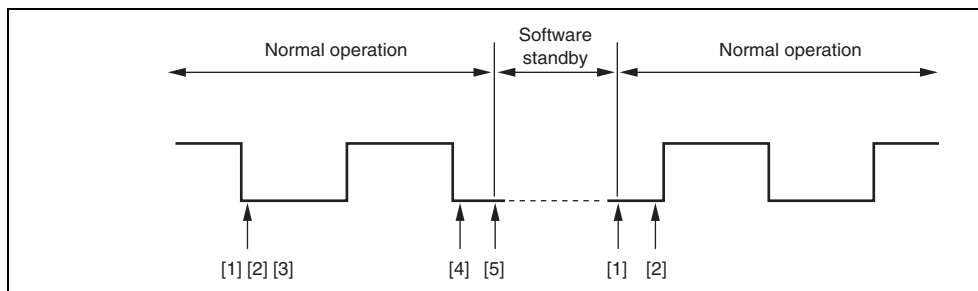 Software
standby
Normal operation
Normal operation
[1] [2] [3]
[4]
[5]
[1]
[2]